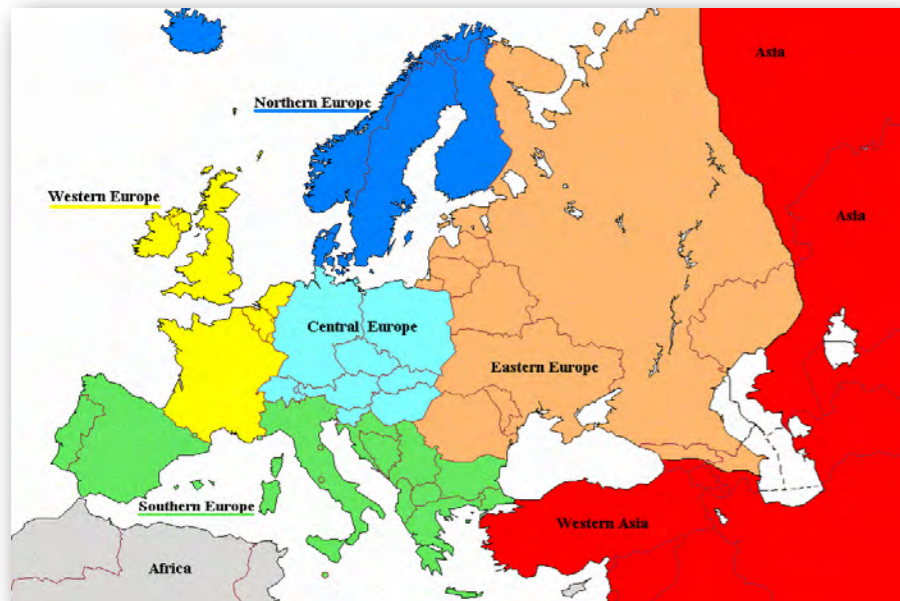 Asia
Northern Europe
Western Europe
Asia
Central Europe
Eastern Europe
Southern Europe
Western Asia
Africa